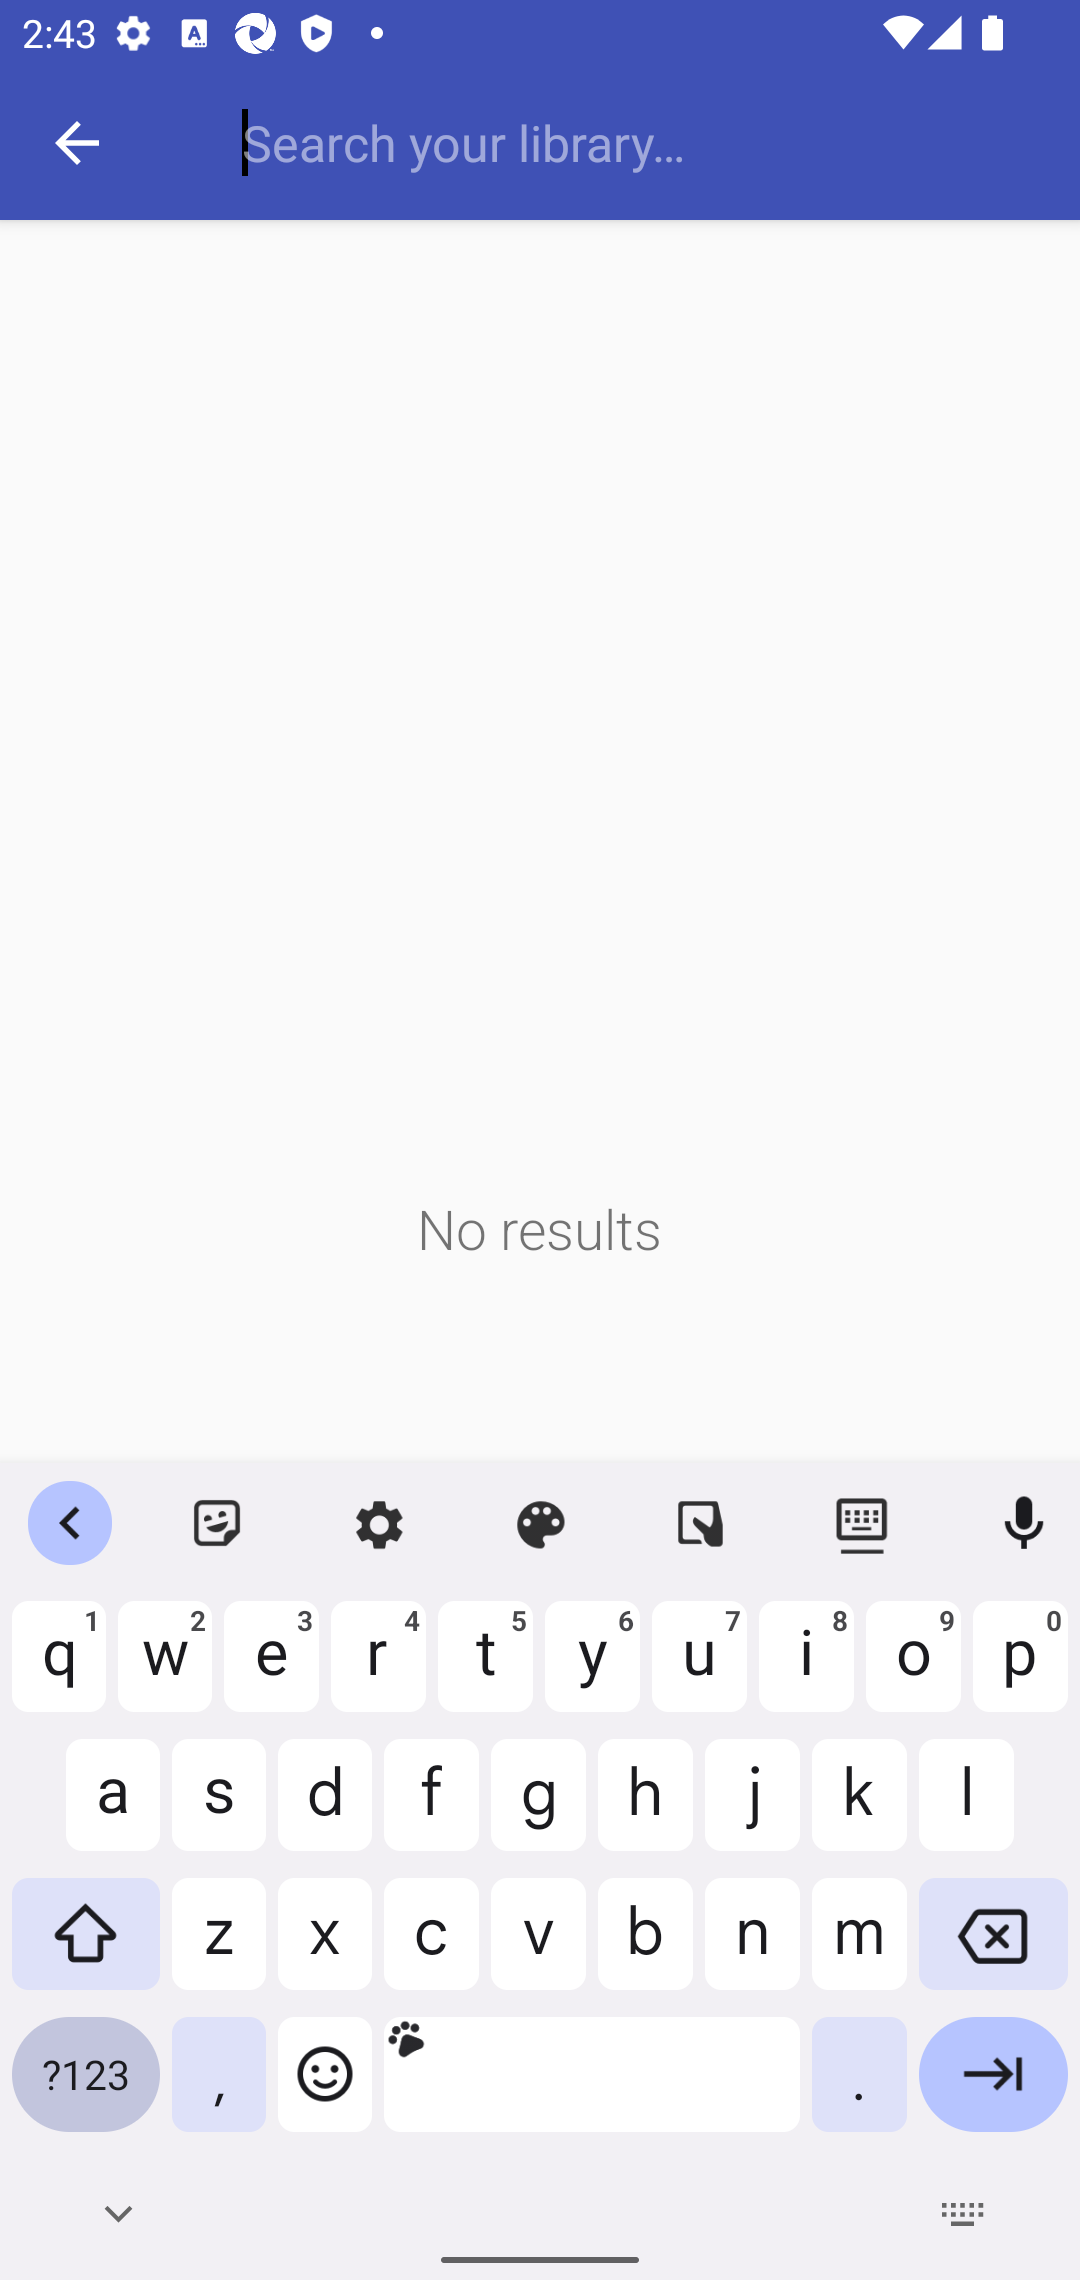 2:43
Search your library…
No results
q 1 w 2 e 3 r 4 t 5 y 6 u 7 i 8 o 9 p 0
a s d f g h j k l
z x c v b n m
?123 , .